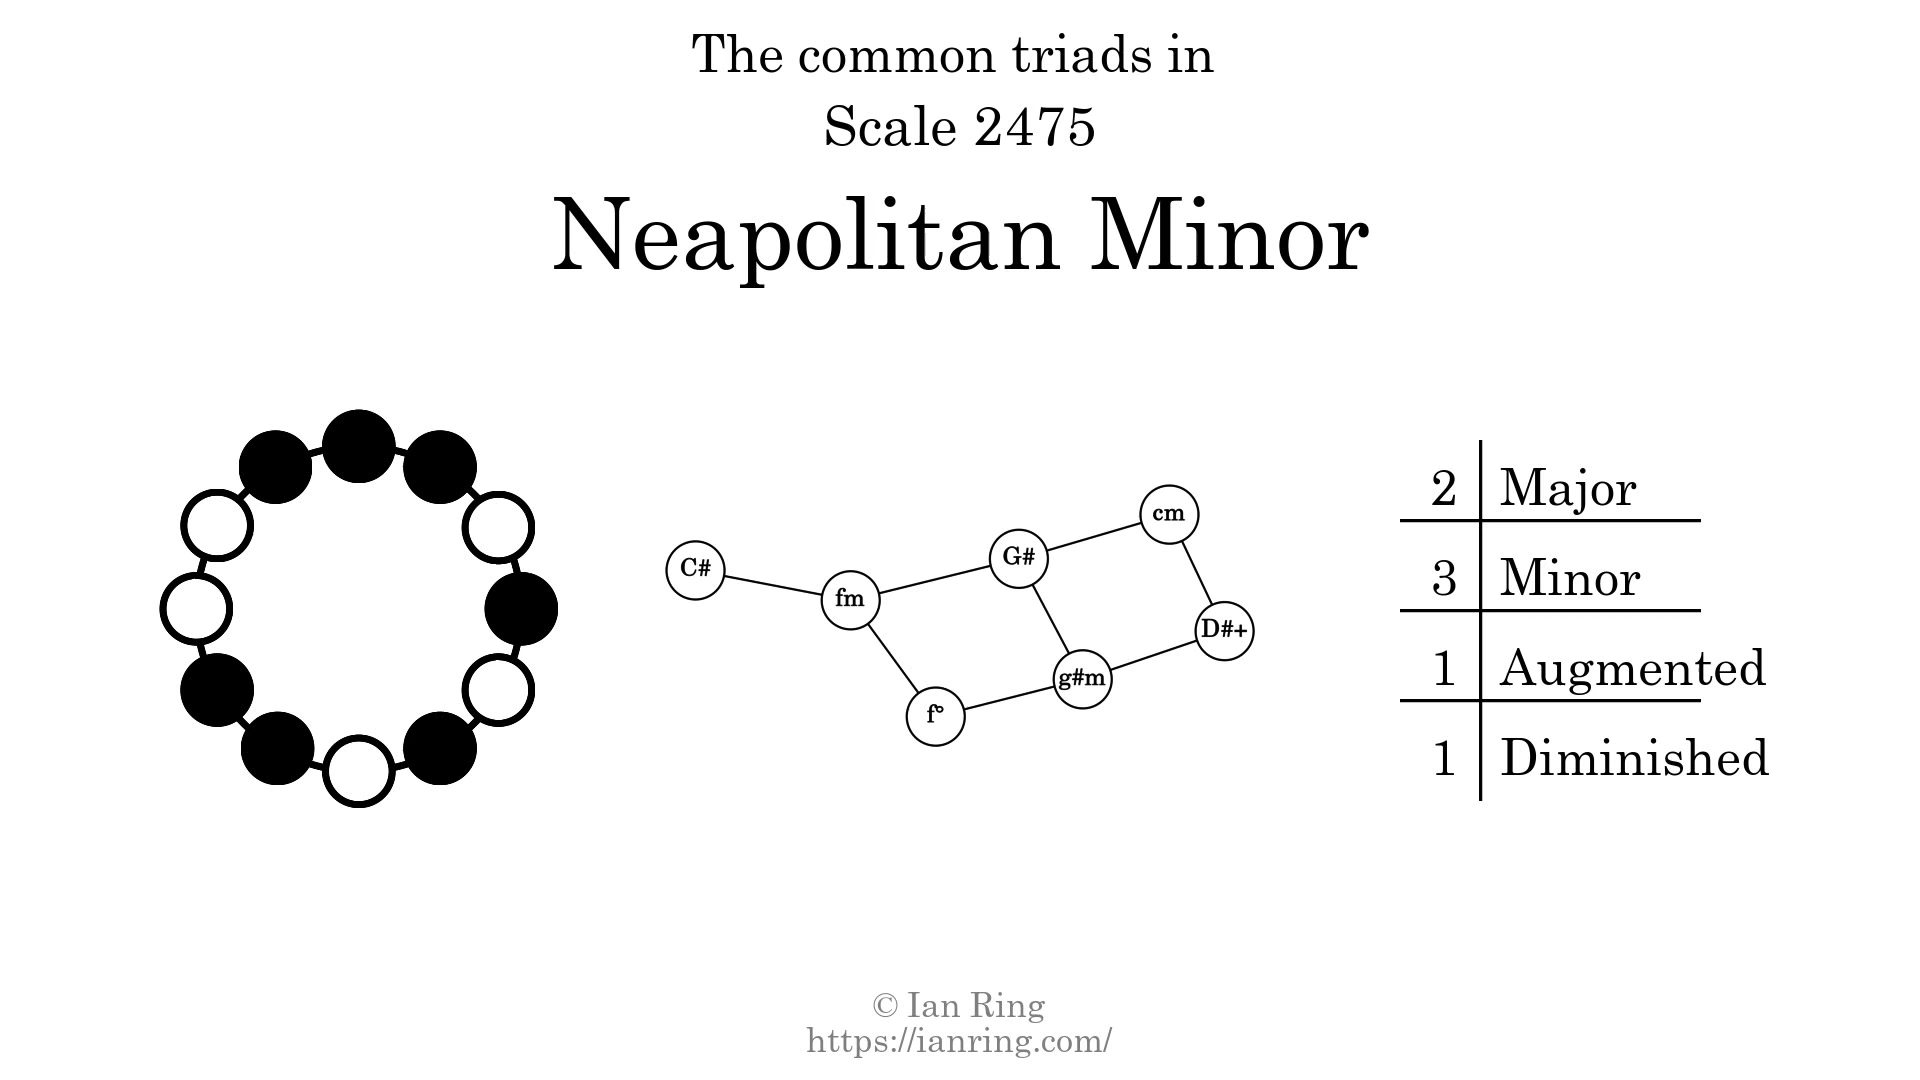 The common triads in
Scale 2475
Neapolitan Minor
C#
fm
G#
cm
D#+
g#m
f°
2 Major
3 Minor
1 Augmented
1 Diminished
© Ian Ring
https://ianring.com/